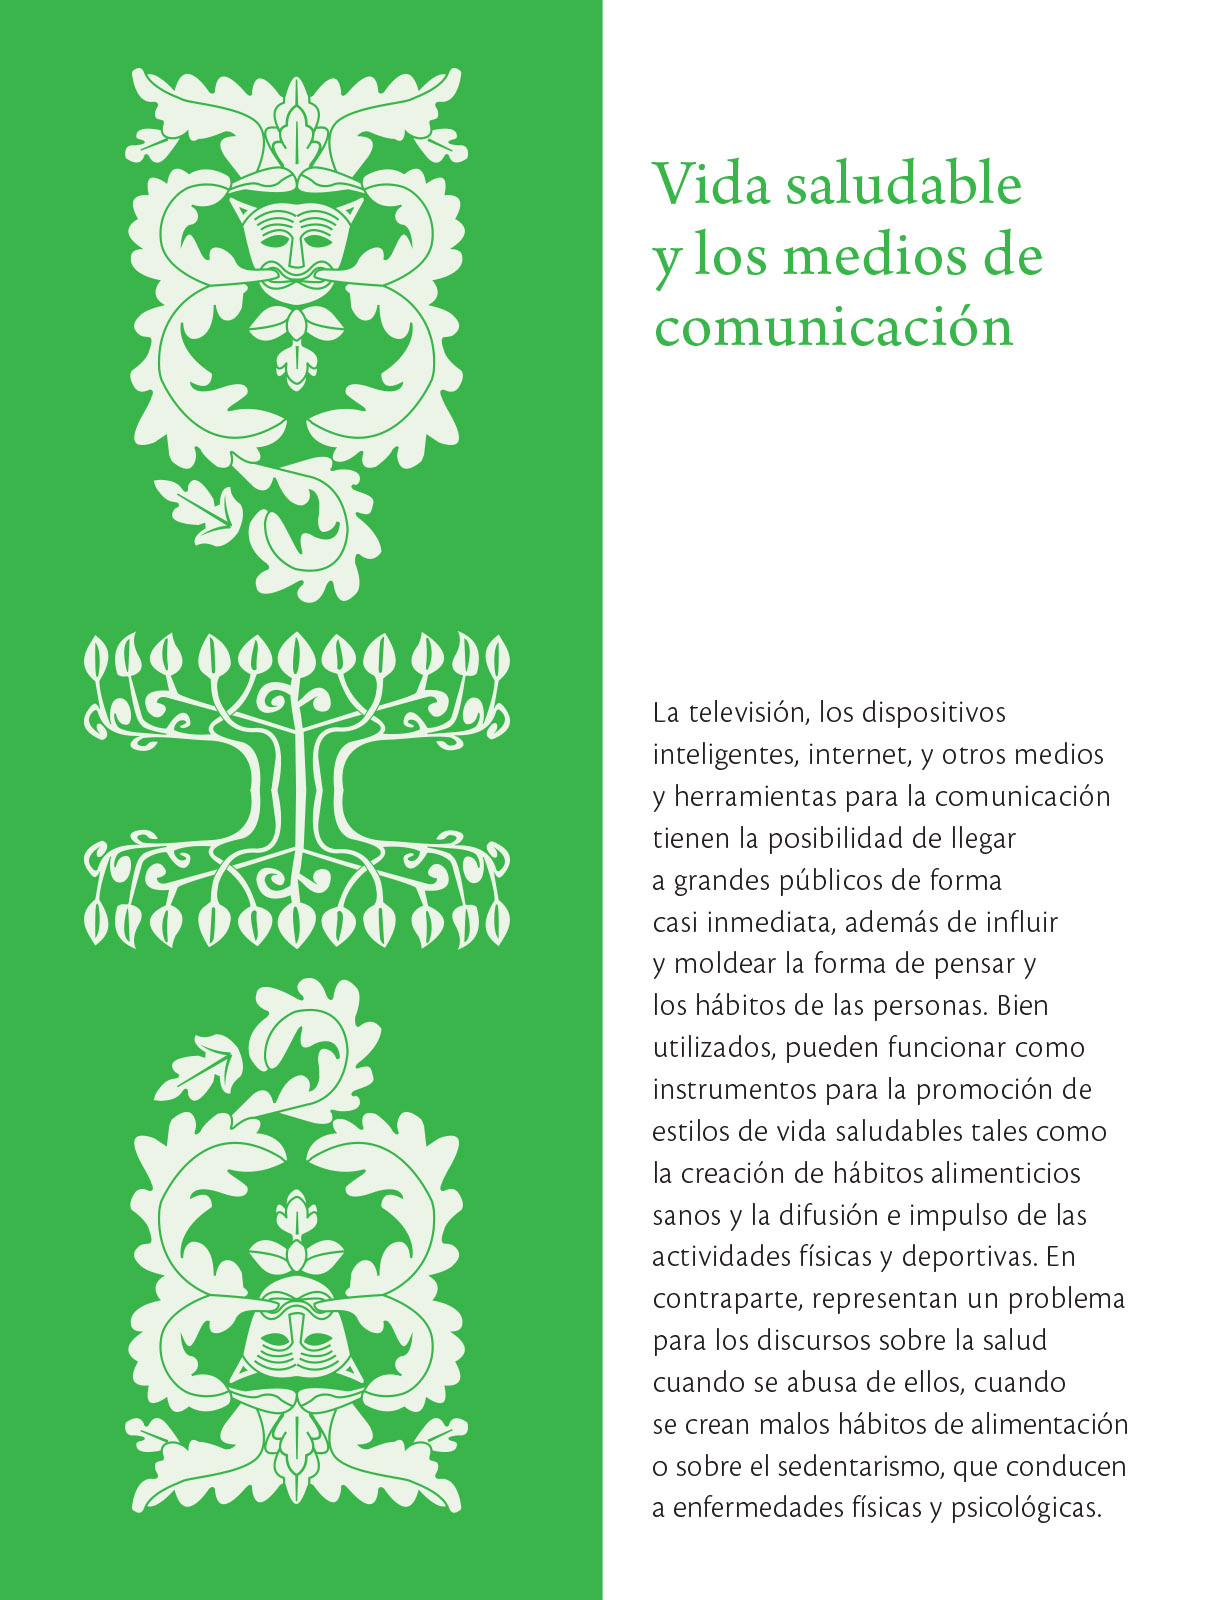 Vida saludable
y los medios de
comunicación
La televisión, los dispositivos
inteligentes, internet, y otros medios
y herramientas para la comunicación
tienen la posibilidad de llegar
a grandes públicos de forma
casi inmediata, además de influir
y moldear la forma de pensar y
los hábitos de las personas. Bien
utilizados, pueden funcionar como
instrumentos para la promoción de
estilos de vida saludables tales como
la creación de hábitos alimenticios
sanos y la difusión e impulso de las
actividades físicas y deportivas. En
contraparte, representan un problema
para los discursos sobre la salud
cuando se abusa de ellos, cuando
se crean malos hábitos de alimentación
o sobre el sedentarismo, que conducen
a enfermedades físicas y psicológicas.